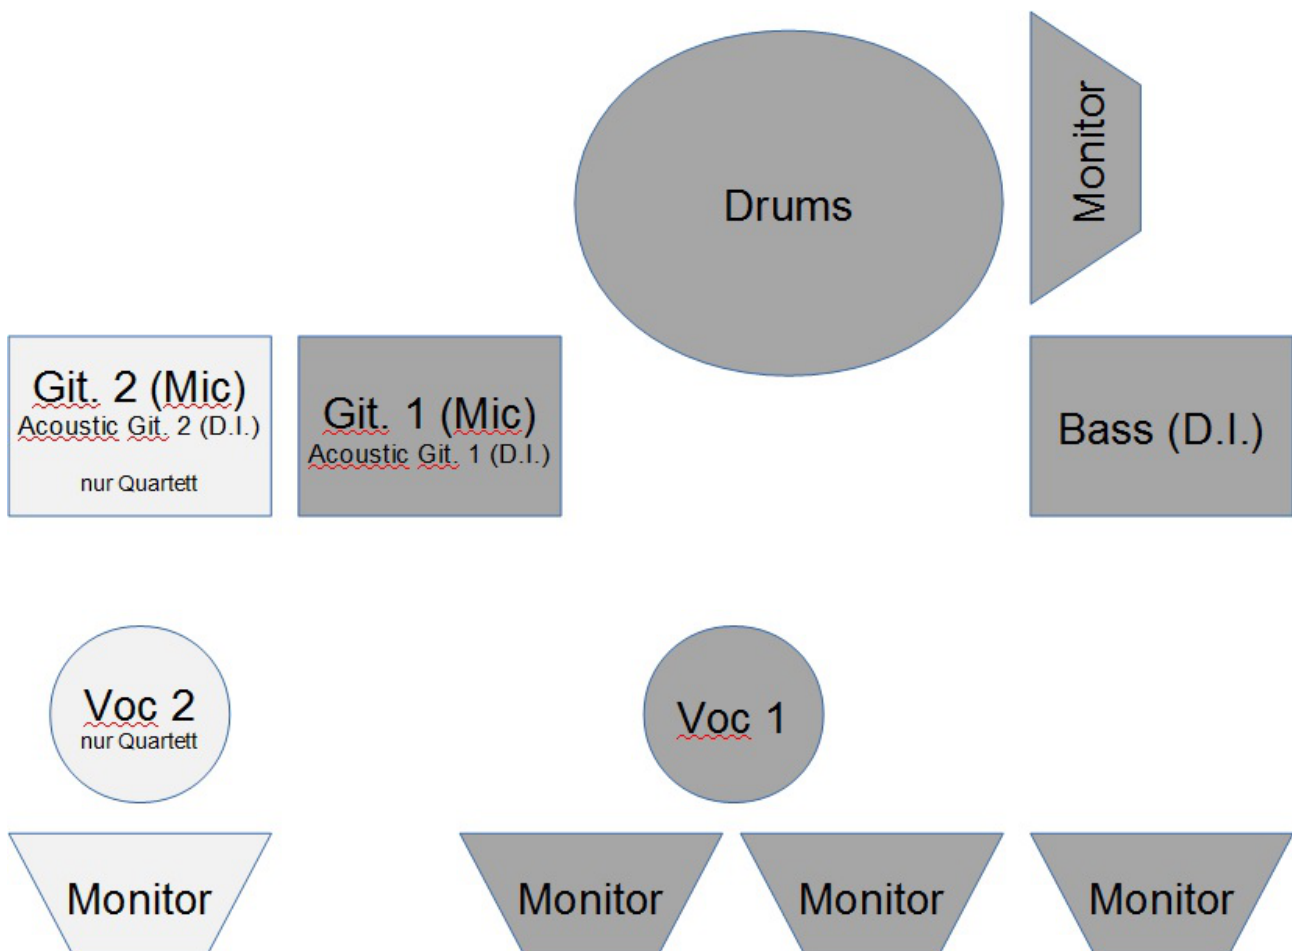 Drums
Monitor
Git. 2 (Mic)
Acoustic Git. 2 (D.I.)
nur Quartett
Git. 1 (Mic)
Acoustic Git. 1 (D.I.)
Bass (D.I.)
Voc 2
nur Quartett
Voc 1
Monitor
Monitor
Monitor
Monitor